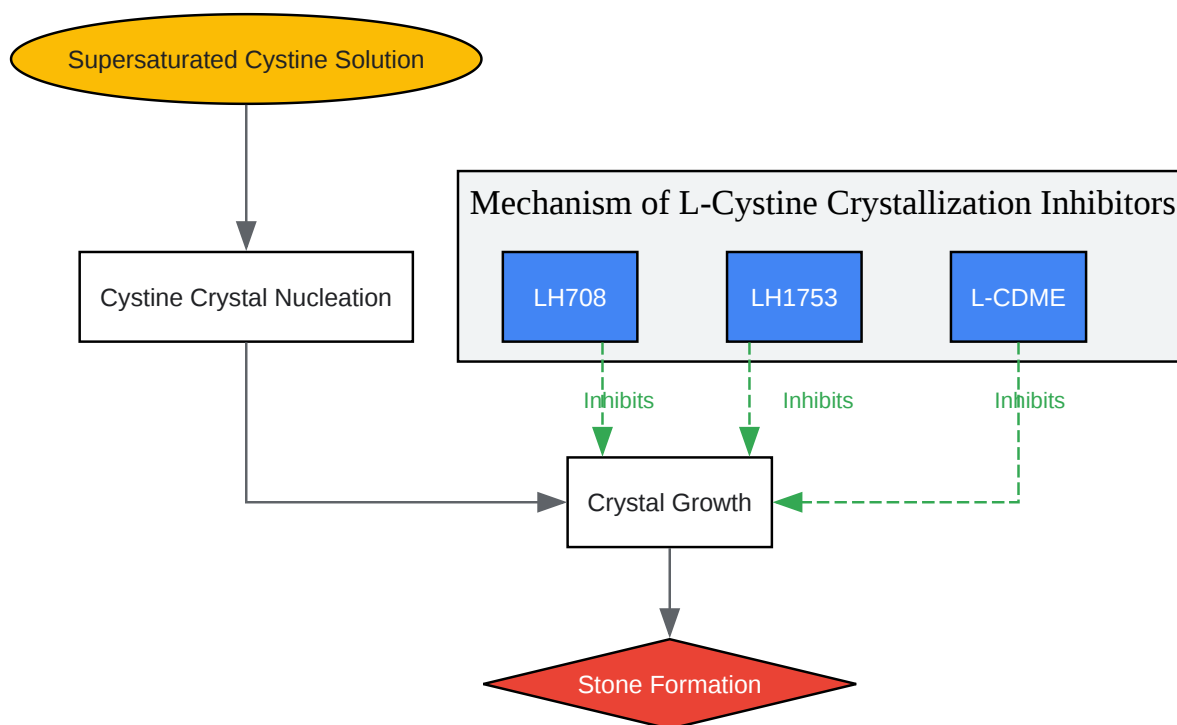 Supersaturated Cystine Solution
Mechanism of L-Cystine Crystallization Inhibitors
Cystine Crystal Nucleation
LH708
LH1753
L-CDME
Inhibits
Inhibits
Inhibits
Crystal Growth
Stone Formation